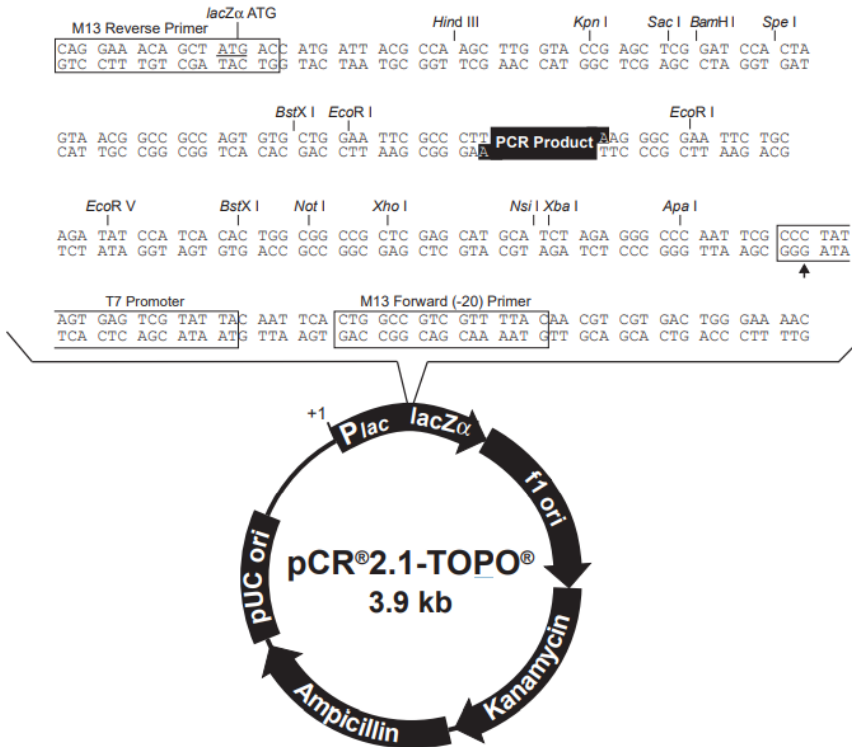 lacZα ATG
M13 Reverse Primer
Hind III Kpn I Sac I BamH I Spe I
CAG GAA ACA GCT ATG ACC ATG ATT ACG CCA AGC TTG GTA CCG AGC TCG GAT CCA CTA
GTC CTT TGT CGA TAC TGG TAC TAA TGC GGT TCG AAC CAT GGC TCG AGC CTA GGT GAT
BstX I EcoR I EcoR I
GTA ACG GCC GCC AGT GTG CTG GAA TTC GCC CTT PCR Product AAG GGC GAA TTC TGC
CAT TGC CGG CGG TCA CAC GAC CTT AAG CGG GAA TTC CCG CTT AAG ACG
EcoR V BstX I Not I Xho I Nsi I Xba I Apa I
AGA TAT CCA TCA CAC TGG CGG CCG CTC GAG CAT GCA TCT AGA GGG CCC AAT TCG CCC TAT
TCT ATA GGT AGT GTG ACC GCC GGC GAG CTC GTA CGT AGA TCT CCC GGG TTA AGC GGG ATA
T7 Promoter M13 Forward (-20) Primer
AGT GAG TCG TAT TAC AAT TCA CTG GCC GTC GTT TTA CAA CGT CGT GAC TGG GAA AAC
TCA CTC AGC ATA ATG TTA AGT GAC CGG CAG CAA AAT GTT GCA GCA CTG ACC CTT TTG
+1
Plac lacZα
f1 ori
pUC ori
pCR®2.1-TOPO®
3.9 kb
Kanamycin
Ampicillin